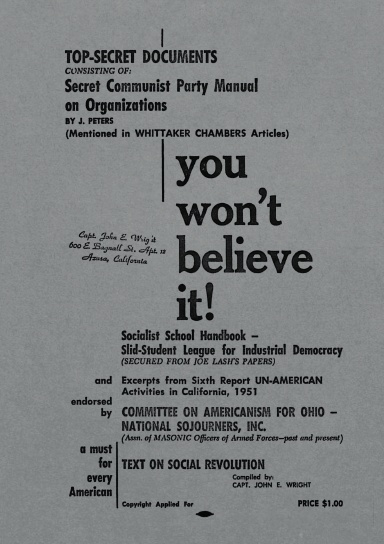 TOP-SECRET DOCUMENTS
CONSISTING OF:
Secret Communist Party Manual
on Organizations
BY J. PETERS
(Mentioned in WHITTAKER CHAMBERS Articles)
you
won't
believe
it!
Capt. John E. Wright
600 E. Bagnall St. Apt. 12
Azusa, California
Socialist School Handbook –
Slid-Student League for Industrial Democracy
(SECURED FROM JOE LASH'S PAPERS)
and Excerpts from Sixth Report UN-AMERICAN
Activities in California, 1951
endorsed
by COMMITTEE ON AMERICANISM FOR OHIO –
NATIONAL SOJOURNERS, INC.
(Assn. of MASONIC Officers of Armed Forces—past and present)
a must
for
every
American
TEXT ON SOCIAL REVOLUTION
Compiled by:
CAPT. JOHN E. WRIGHT
Copyright Applied For
PRICE $1.00